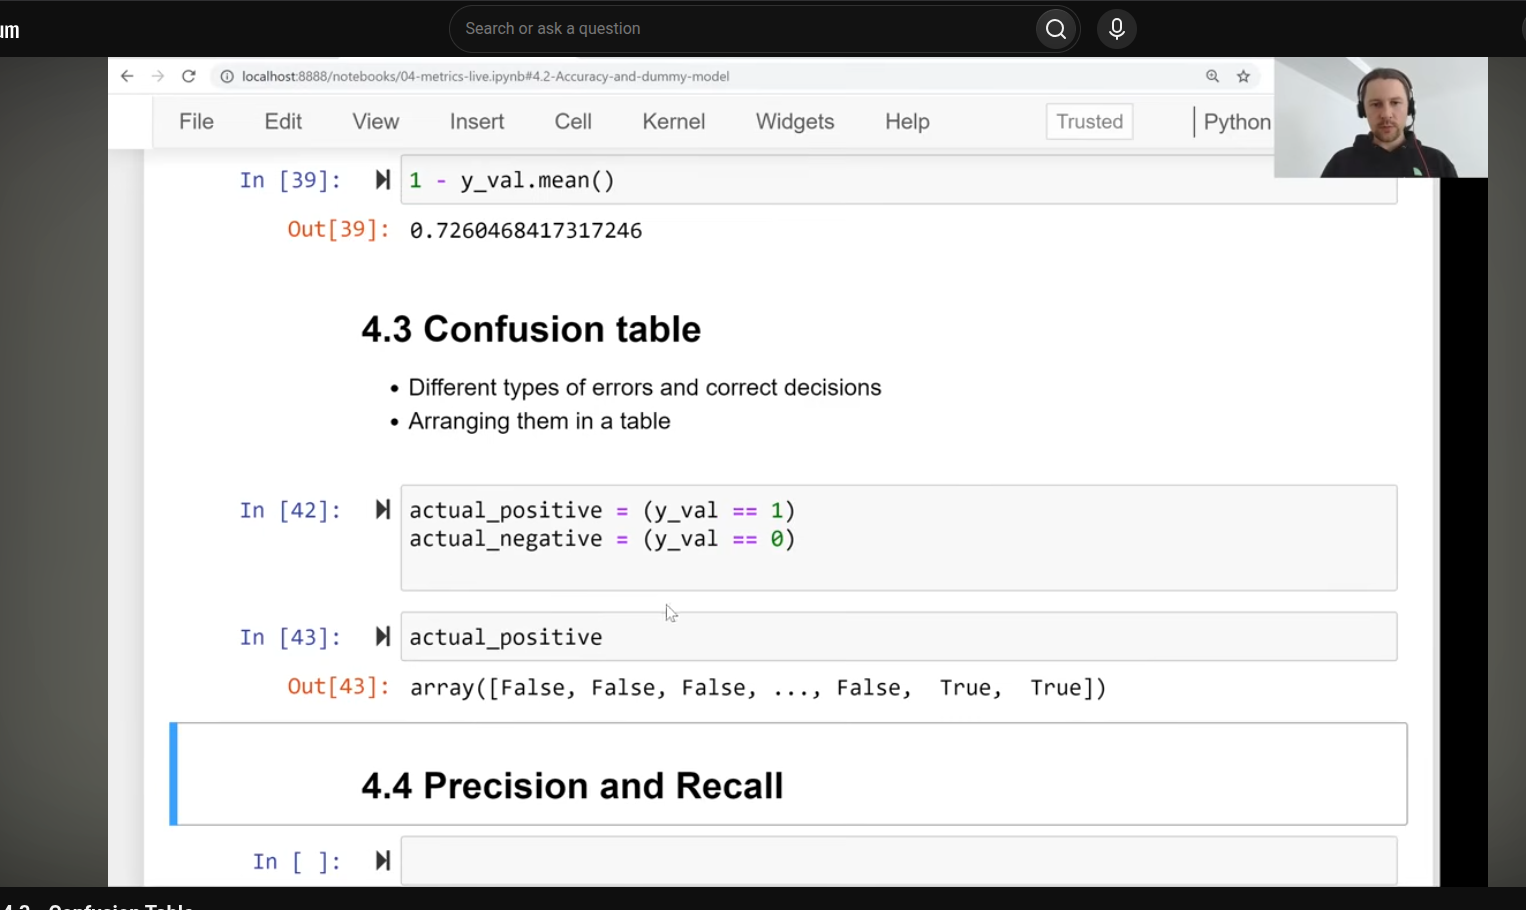 um
Search or ask a question
localhost:8888/notebooks/04-metrics-live.ipynb#4.2-Accuracy-and-dummy-model
File Edit View Insert Cell Kernel Widgets Help Trusted Python
In [39]: 1 - y_val.mean()
Out[39]: 0.7260468417317246
4.3 Confusion table
• Different types of errors and correct decisions
• Arranging them in a table
In [42]: actual_positive = (y_val == 1)
actual_negative = (y_val == 0)
In [43]: actual_positive
Out[43]: array([False, False, False, ..., False, True, True])
4.4 Precision and Recall
In [ ]:
Confusion Table